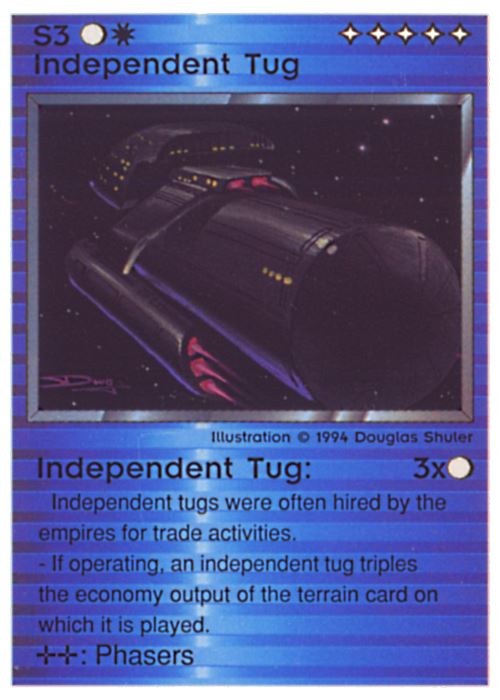 S3
Independent Tug
Illustration © 1994 Douglas Shuler
Independent Tug: 3x
Independent tugs were often hired by the
empires for trade activities.
- If operating, an independent tug triples
the economy output of the terrain card on
which it is played.
: Phasers